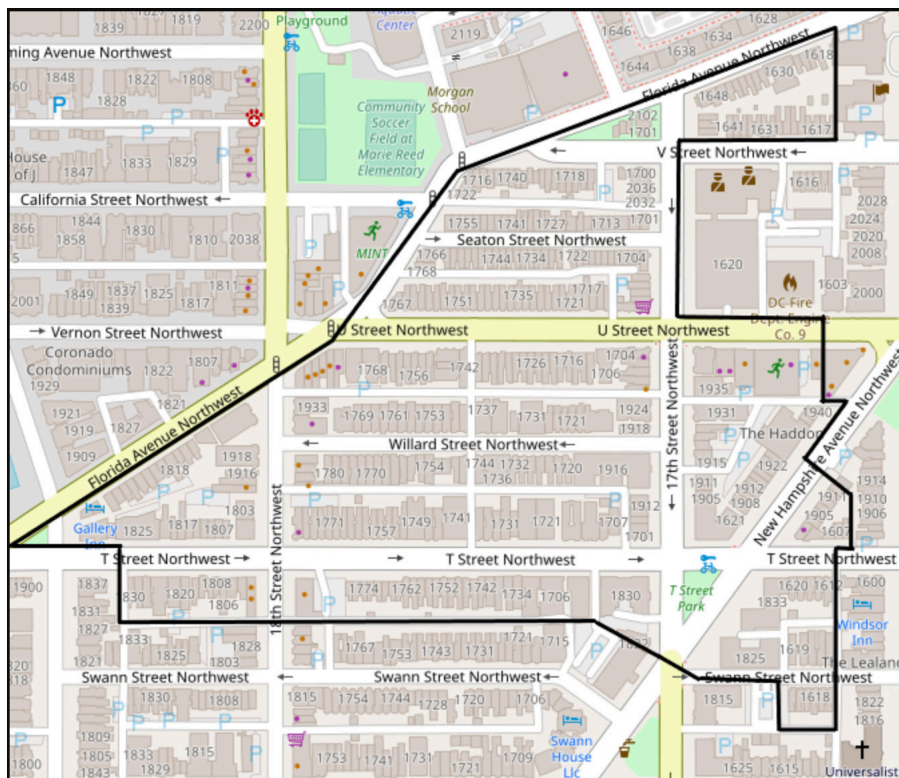 1832
1819
2200
Playground
Aquatic
Center
2119
1646
1628
1634
1638
1644
ming Avenue Northwest
1618
1630
1848
1822
1808
360
1828
P
P
P
P
P
Morgan
School
Florida Avenue Northwest
1648
2102
1701
1641
1631
1617
Community
Soccer
Field at
Marie Reed
Elementary
House
of J
1847
1833
1829
P
P
V Street Northwest
1716
1740
1718
1722
1700
2036
2032
1701
P
1616
2028
2024
2020
2008
P
California Street Northwest
1844
1830
1810
2038
1866
1858
P
MINT
1755
1741
1727
1713
Seaton Street Northwest
1766
1744
1734
1722
1704
1768
1620
DC Fire
Dept. Engine
Co. 9
1603
2000
5
2001
1849
1837
1825
1811
1839
1817
P
1767
1751
1735
1717
1721
Vernon Street Northwest
U Street Northwest
U Street Northwest
Coronado
Condominiums
1929
1822
1807
1821
1921
1919
1827
1909
P
1768
1756
1742
1726
1716
1704
1706
1935
P
1933
1769
1761
1753
1737
1731
1721
1924
1918
1931
1940
17th Street Northwest
New Hampshire Avenue Northwest
Florida Avenue Northwest
Willard Street Northwest
The Haddon
1818
1918
1916
1780
1770
1754
1744
1732
1736
1720
1916
1915
P
1922
1914
1910
1906
1911
1905
1912
1908
1621
1911
1905
1607
Gallery
Inn
P
1803
1825
1817
1807
1771
1757
1749
1741
1731
1721
1707
1701
1912
P
P
T Street Northwest
T Street Northwest
T Street Northwest
18th Street Northwest
T Street
Park
1900
1837
1830
1820
1808
1806
1831
P
P
1774
1762
1752
1742
1734
1706
1830
1620
1612
1600
1833
Windsor
Inn
1827
1821
1833
1825
1828
1803
P
P
1767
1753
1743
1731
1721
1715
P
1822
1825
1619
The Leland
Swann Street Northwest
Swann Street Northwest
Swann Street Northwest
1830
1808
P
P
1815
1754
1744
1728
1720
1706
1815
P
1618
1822
1816
1809
1805
1843
1833
1829
1815
P
P
1753
1741
1731
1711
1709
Swann
House
Llc
P
1625
1615
1800
Universalist